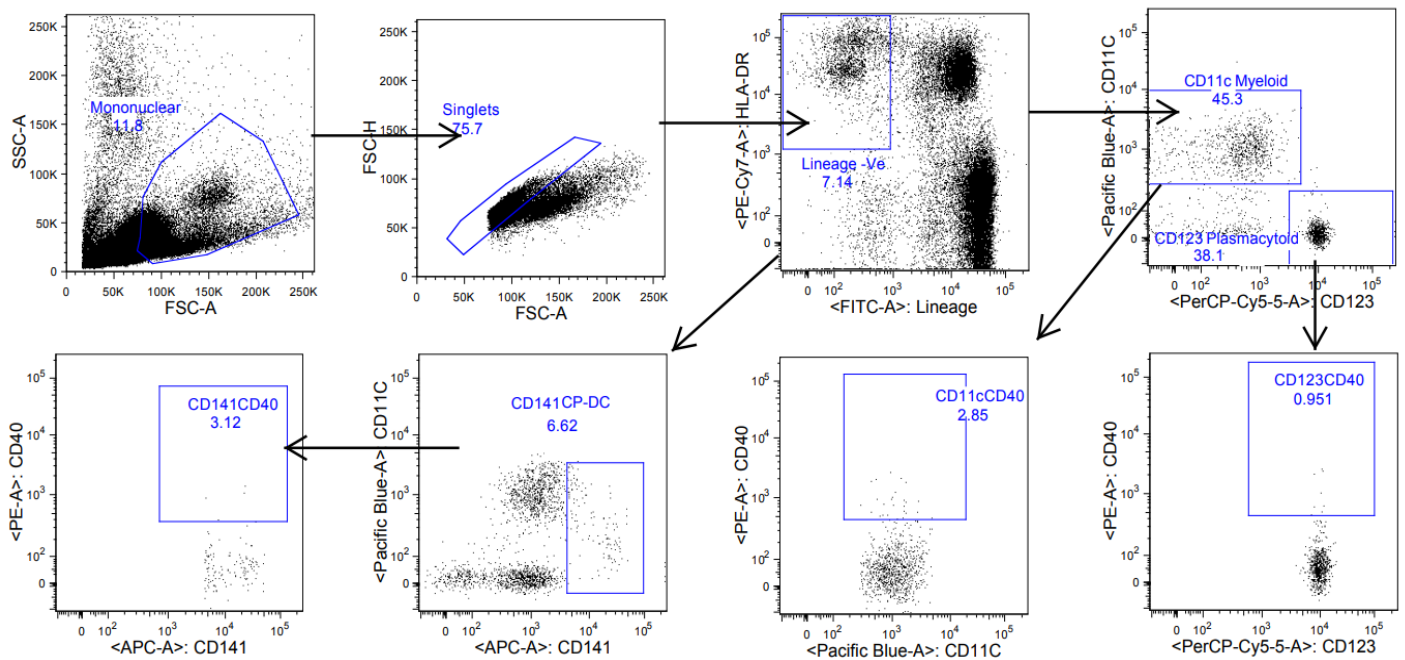 250K
200K
150K
100K
50K
0
SSC-A
Mononuclear
11.8
0 50K 100K 150K 200K 250K
FSC-A
250K
200K
150K
100K
50K
0
FSC-H
Singlets
75.7
0 50K 100K 150K 200K 250K
FSC-A
10^5
10^4
10^3
10^2
0
<PE-Cy7-A>: HLA-DR
Lineage -Ve
7.14
0 10^2 10^3 10^4 10^5
<FITC-A>: Lineage
10^5
10^4
10^3
10^2
0
<Pacific Blue-A>: CD11C
CD11c Myeloid
45.3
CD123 Plasmacytoid
38.1
0 10^2 10^3 10^4 10^5
<PerCP-Cy5-5-A>: CD123
10^5
10^4
10^3
10^2
0
<PE-A>: CD40
CD141CD40
3.12
0 10^2 10^3 10^4 10^5
<APC-A>: CD141
10^5
10^4
10^3
10^2
0
<Pacific Blue-A> CD11C
CD141CP-DC
6.62
0 10^2 10^3 10^4 10^5
<APC-A>: CD141
10^5
10^4
10^3
10^2
0
<PE-A>: CD40
CD11cCD40
2.85
0 10^2 10^3 10^4 10^5
<Pacific Blue-A>: CD11C
10^5
10^4
10^3
10^2
0
<PE-A>: CD40
CD123CD40
0.951
0 10^2 10^3 10^4 10^5
<PerCP-Cy5-5-A>: CD123